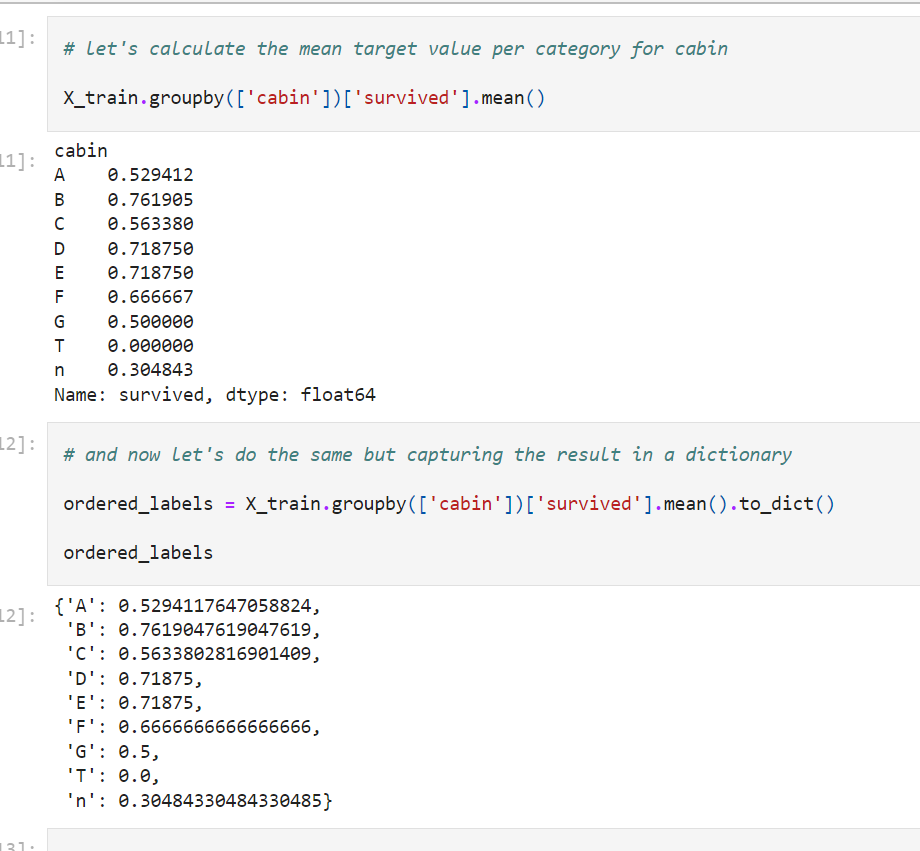 11]:
# let's calculate the mean target value per category for cabin
X_train.groupby(['cabin'])['survived'].mean()
11]:
cabin
A    0.529412
B    0.761905
C    0.563380
D    0.718750
E    0.718750
F    0.666667
G    0.500000
T    0.000000
n    0.304843
Name: survived, dtype: float64
12]:
# and now let's do the same but capturing the result in a dictionary
ordered_labels = X_train.groupby(['cabin'])['survived'].mean().to_dict()
ordered_labels
12]:
{'A': 0.5294117647058824,
 'B': 0.7619047619047619,
 'C': 0.5633802816901409,
 'D': 0.71875,
 'E': 0.71875,
 'F': 0.6666666666666666,
 'G': 0.5,
 'T': 0.0,
 'n': 0.30484330484330485}
13]: